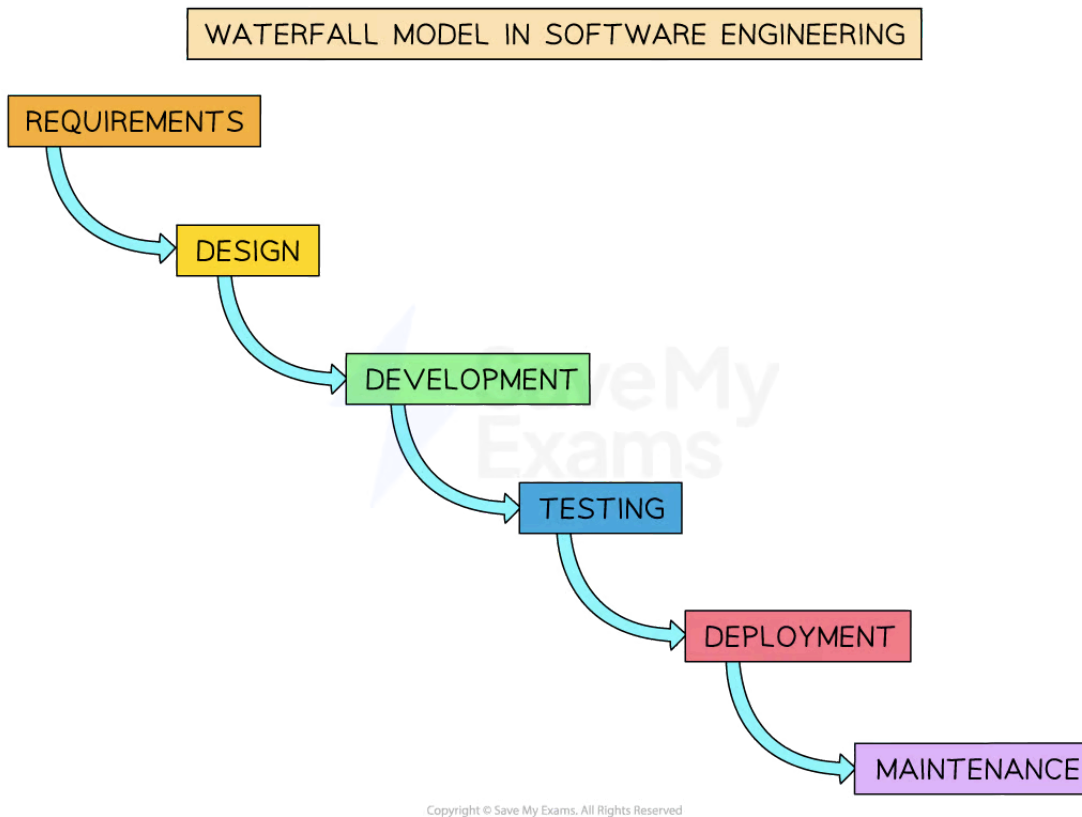 WATERFALL MODEL IN SOFTWARE ENGINEERING
REQUIREMENTS
DESIGN
DEVELOPMENT
Save My
Exams
TESTING
DEPLOYMENT
MAINTENANCE
Copyright © Save My Exams. All Rights Reserved